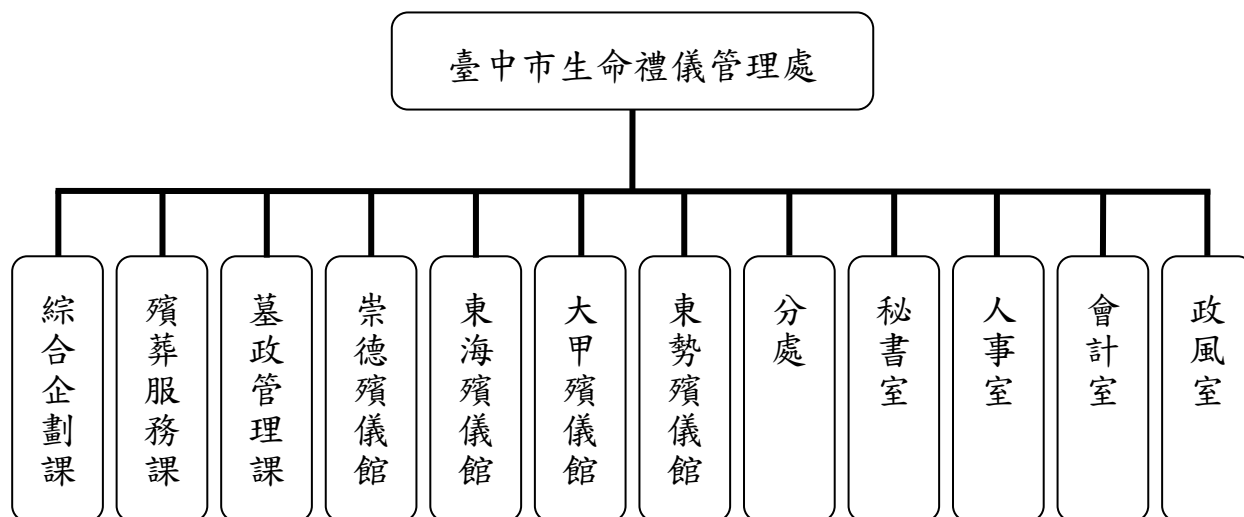 臺中市生命禮儀管理處
綜合企劃課
殯葬服務課
墓政管理課
崇德殯儀館
東海殯儀館
大甲殯儀館
東勢殯儀館
分處
秘書室
人事室
會計室
政風室